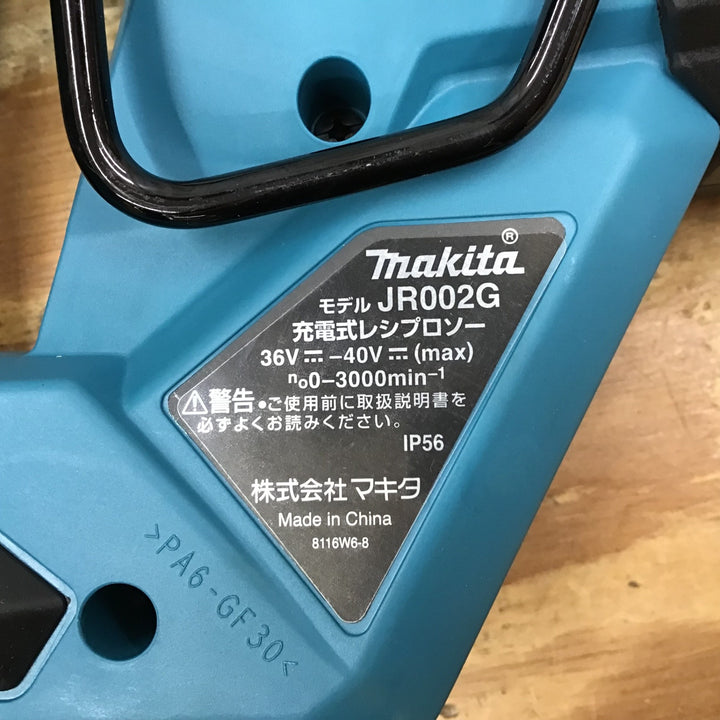 makita®
モデル JR002G
充電式レシプロソー
36V⎓–40V⎓(max)
n₀0–3000min⁻¹
⚠警告 ●ご使用前に取扱説明書を
必ずよくお読みください。
IP56
株式会社 マキタ
Made in China
8116W6-8
>PA6-GF30<